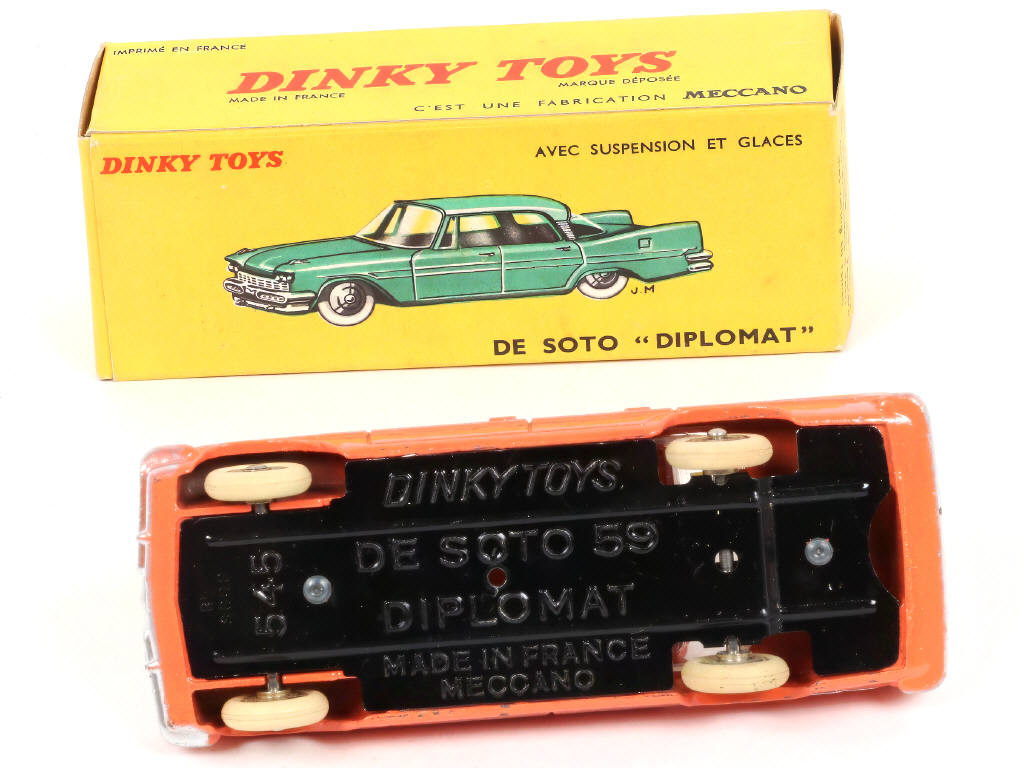 IMPRIMÉ EN FRANCE
DINKY TOYS
MADE IN FRANCE
MARQUE DÉPOSÉE
C'EST UNE FABRICATION MECCANO
DINKY TOYS
AVEC SUSPENSION ET GLACES
J.M
DE SOTO “DIPLOMAT”
DINKY TOYS
DE SOTO 59
545
DIPLOMAT
MADE IN FRANCE
MECCANO